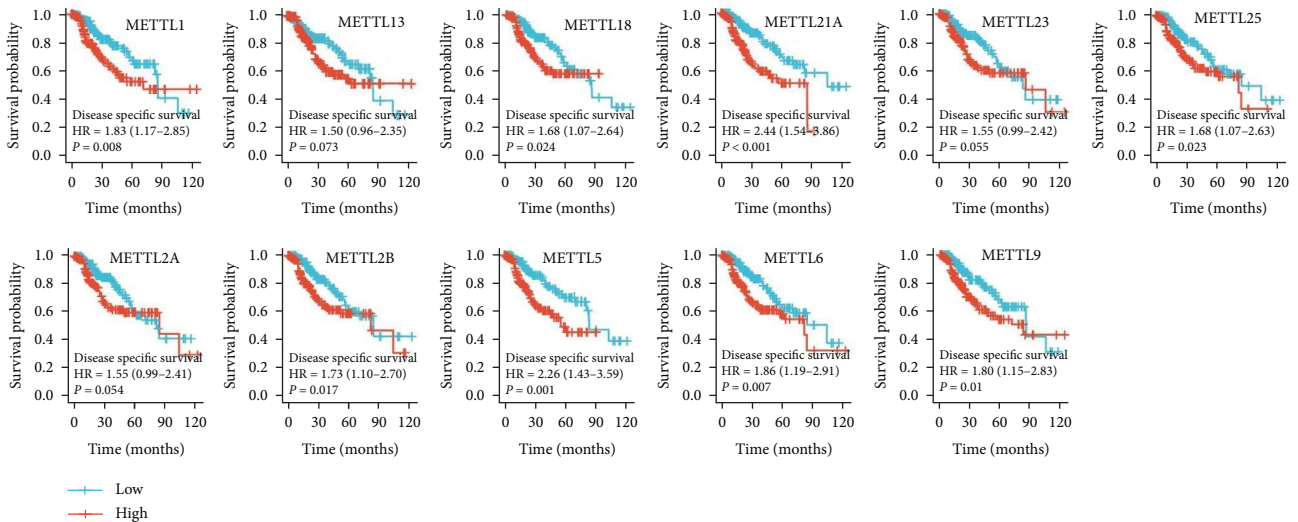 METTL1
Survival probability
1.0
0.8
0.6
0.4
0.2
0.0
Disease specific survival
HR = 1.83 (1.17–2.85)
P = 0.008
0 30 60 90 120
Time (months)
METTL13
Survival probability
1.0
0.8
0.6
0.4
0.2
0.0
Disease specific survival
HR = 1.50 (0.96–2.35)
P = 0.073
0 30 60 90 120
Time (months)
METTL18
Survival probability
1.0
0.8
0.6
0.4
0.2
0.0
Disease specific survival
HR = 1.68 (1.07–2.64)
P = 0.024
0 30 60 90 120
Time (months)
METTL21A
Survival probability
1.0
0.8
0.6
0.4
0.2
0.0
Disease specific survival
HR = 2.44 (1.54–3.86)
P < 0.001
0 30 60 90 120
Time (months)
METTL23
Survival probability
1.0
0.8
0.6
0.4
0.2
0.0
Disease specific survival
HR = 1.55 (0.99–2.42)
P = 0.055
0 30 60 90 120
Time (months)
METTL25
Survival probability
1.0
0.8
0.6
0.4
0.2
0.0
Disease specific survival
HR = 1.68 (1.07–2.63)
P = 0.023
0 30 60 90 120
Time (months)
METTL2A
Survival probability
1.0
0.8
0.6
0.4
0.2
0.0
Disease specific survival
HR = 1.55 (0.99–2.41)
P = 0.054
0 30 60 90 120
Time (months)
METTL2B
Survival probability
1.0
0.8
0.6
0.4
0.2
0.0
Disease specific survival
HR = 1.73 (1.10–2.70)
P = 0.017
0 30 60 90 120
Time (months)
METTL5
Survival probability
1.0
0.8
0.6
0.4
0.2
0.0
Disease specific survival
HR = 2.26 (1.43–3.59)
P = 0.001
0 30 60 90 120
Time (months)
METTL6
Survival probability
1.0
0.8
0.6
0.4
0.2
0.0
Disease specific survival
HR = 1.86 (1.19–2.91)
P = 0.007
0 30 60 90 120
Time (months)
METTL9
Survival probability
1.0
0.8
0.6
0.4
0.2
0.0
Disease specific survival
HR = 1.80 (1.15–2.83)
P = 0.01
0 30 60 90 120
Time (months)
Low
High